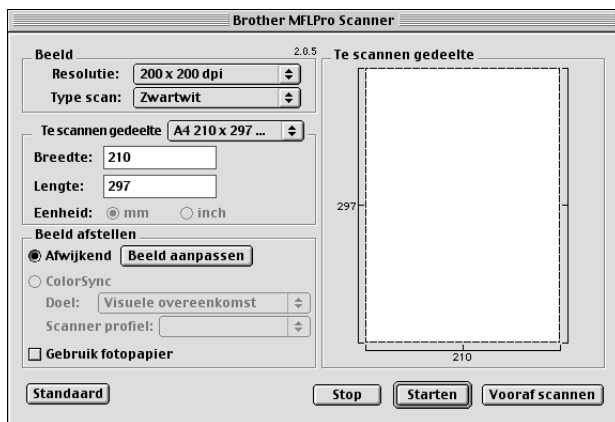 Brother MFLPro Scanner
Beeld 2.0.5
Resolutie: 200 x 200 dpi
Type scan: Zwartwit
Te scannen gedeelte A4 210 x 297 ...
Breedte: 210
Lengte: 297
Eenheid: mm inch
Beeld afstellen
Afwijkend Beeld aanpassen
ColorSync
Doel: Visuele overeenkomst
Scanner profiel:
Gebruik fotopapier
Te scannen gedeelte
297
210
Standaard Stop Starten Vooraf scannen